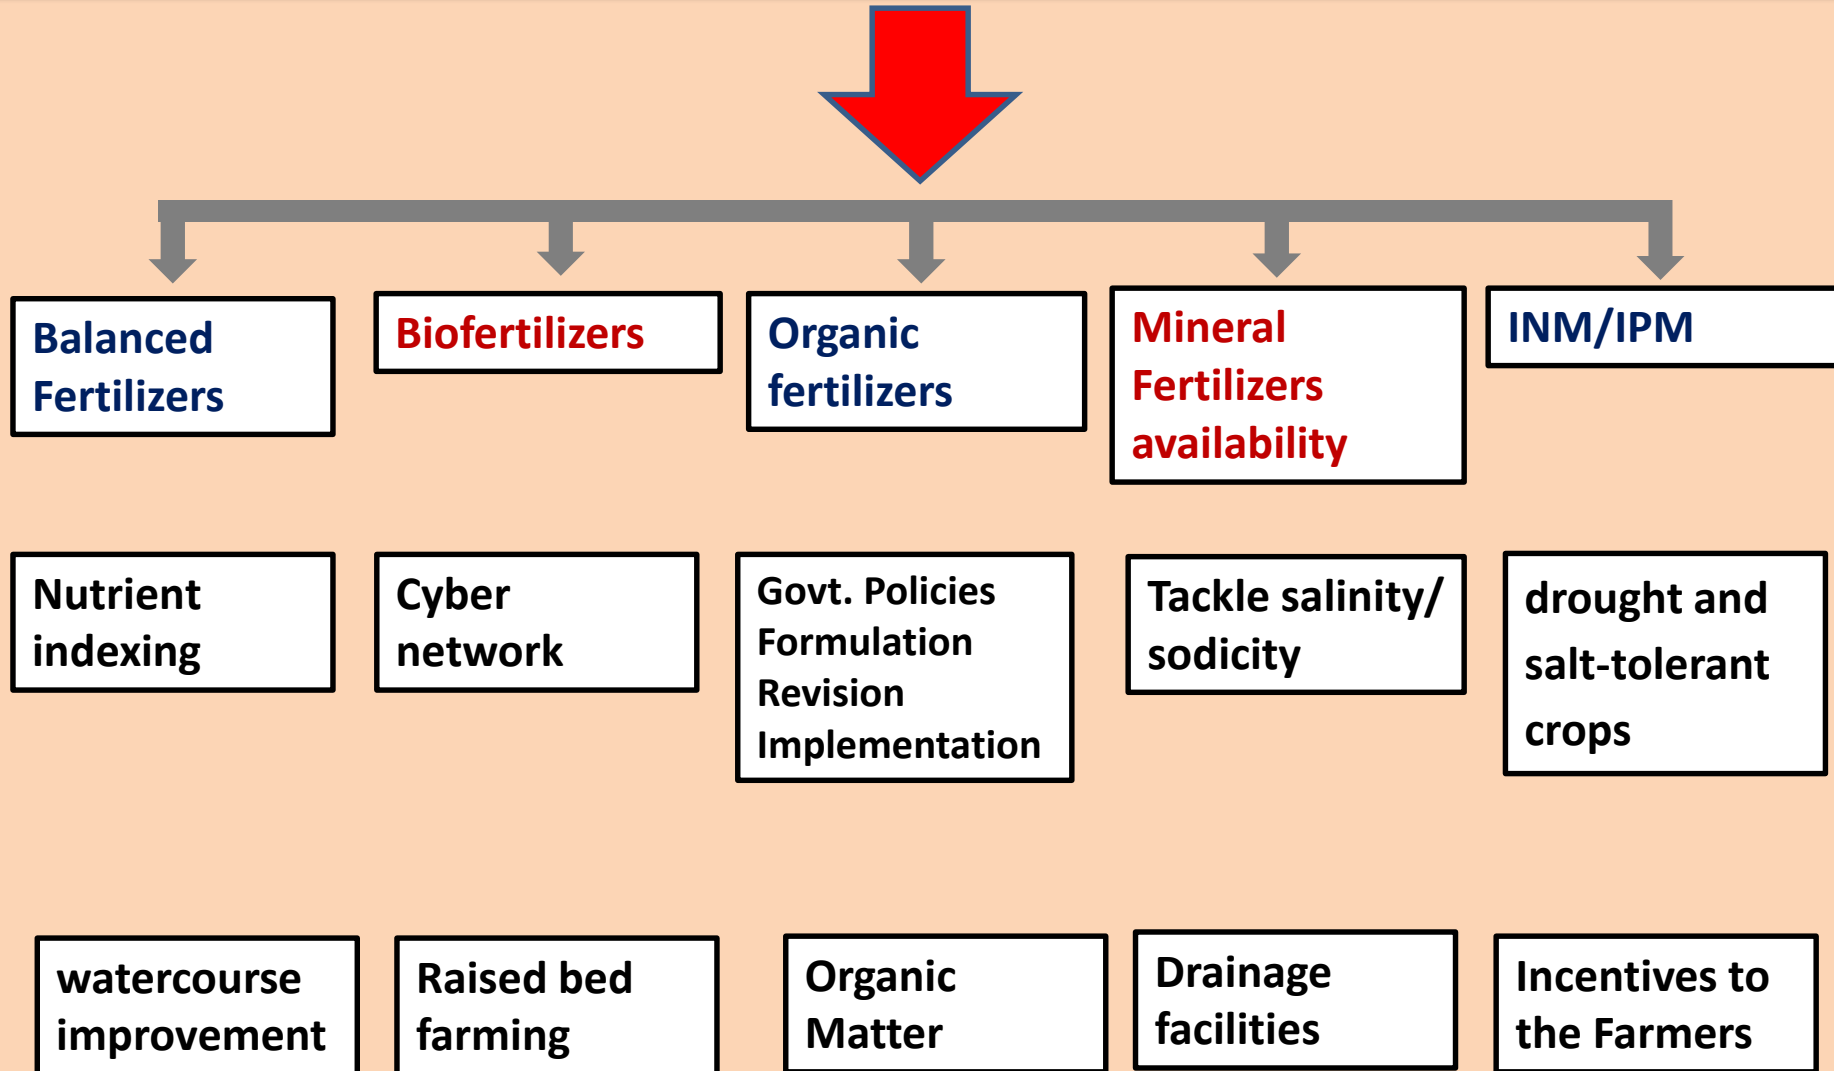 Balanced
Fertilizers
Biofertilizers
Organic
fertilizers
Mineral
Fertilizers
availability
INM/IPM
Nutrient
indexing
Cyber
network
Govt. Policies
Formulation
Revision
Implementation
Tackle salinity/
sodicity
drought and
salt-tolerant
crops
watercourse
improvement
Raised bed
farming
Organic
Matter
Drainage
facilities
Incentives to
the Farmers